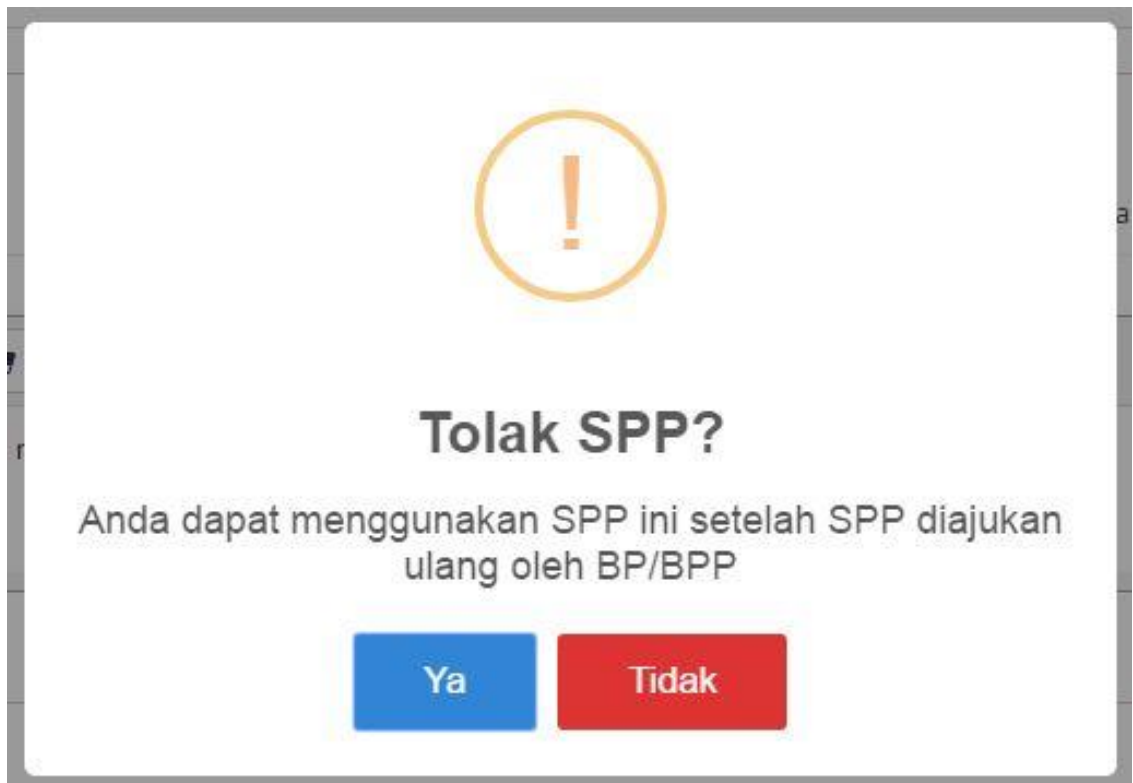 !
Tolak SPP?
Anda dapat menggunakan SPP ini setelah SPP diajukan
ulang oleh BP/BPP
Ya Tidak